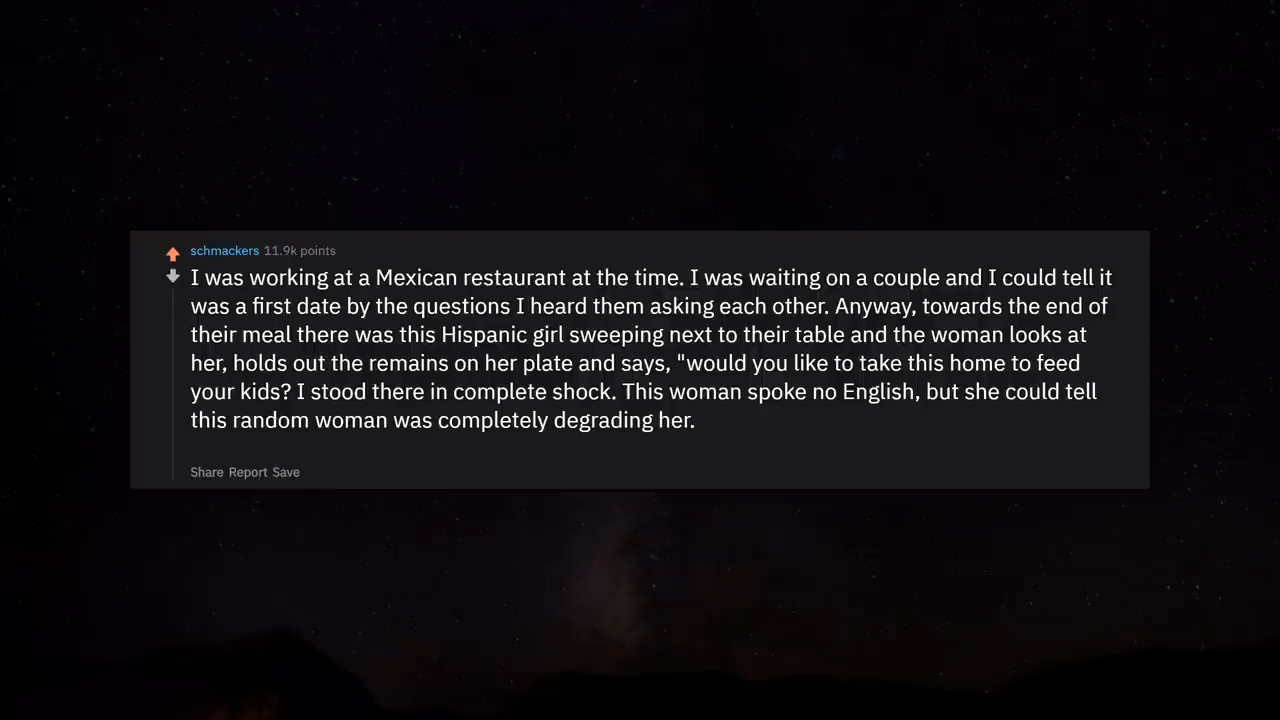 schmackers 11.9k points
I was working at a Mexican restaurant at the time. I was waiting on a couple and I could tell it
was a first date by the questions I heard them asking each other. Anyway, towards the end of
their meal there was this Hispanic girl sweeping next to their table and the woman looks at
her, holds out the remains on her plate and says, "would you like to take this home to feed
your kids? I stood there in complete shock. This woman spoke no English, but she could tell
this random woman was completely degrading her.
Share Report Save